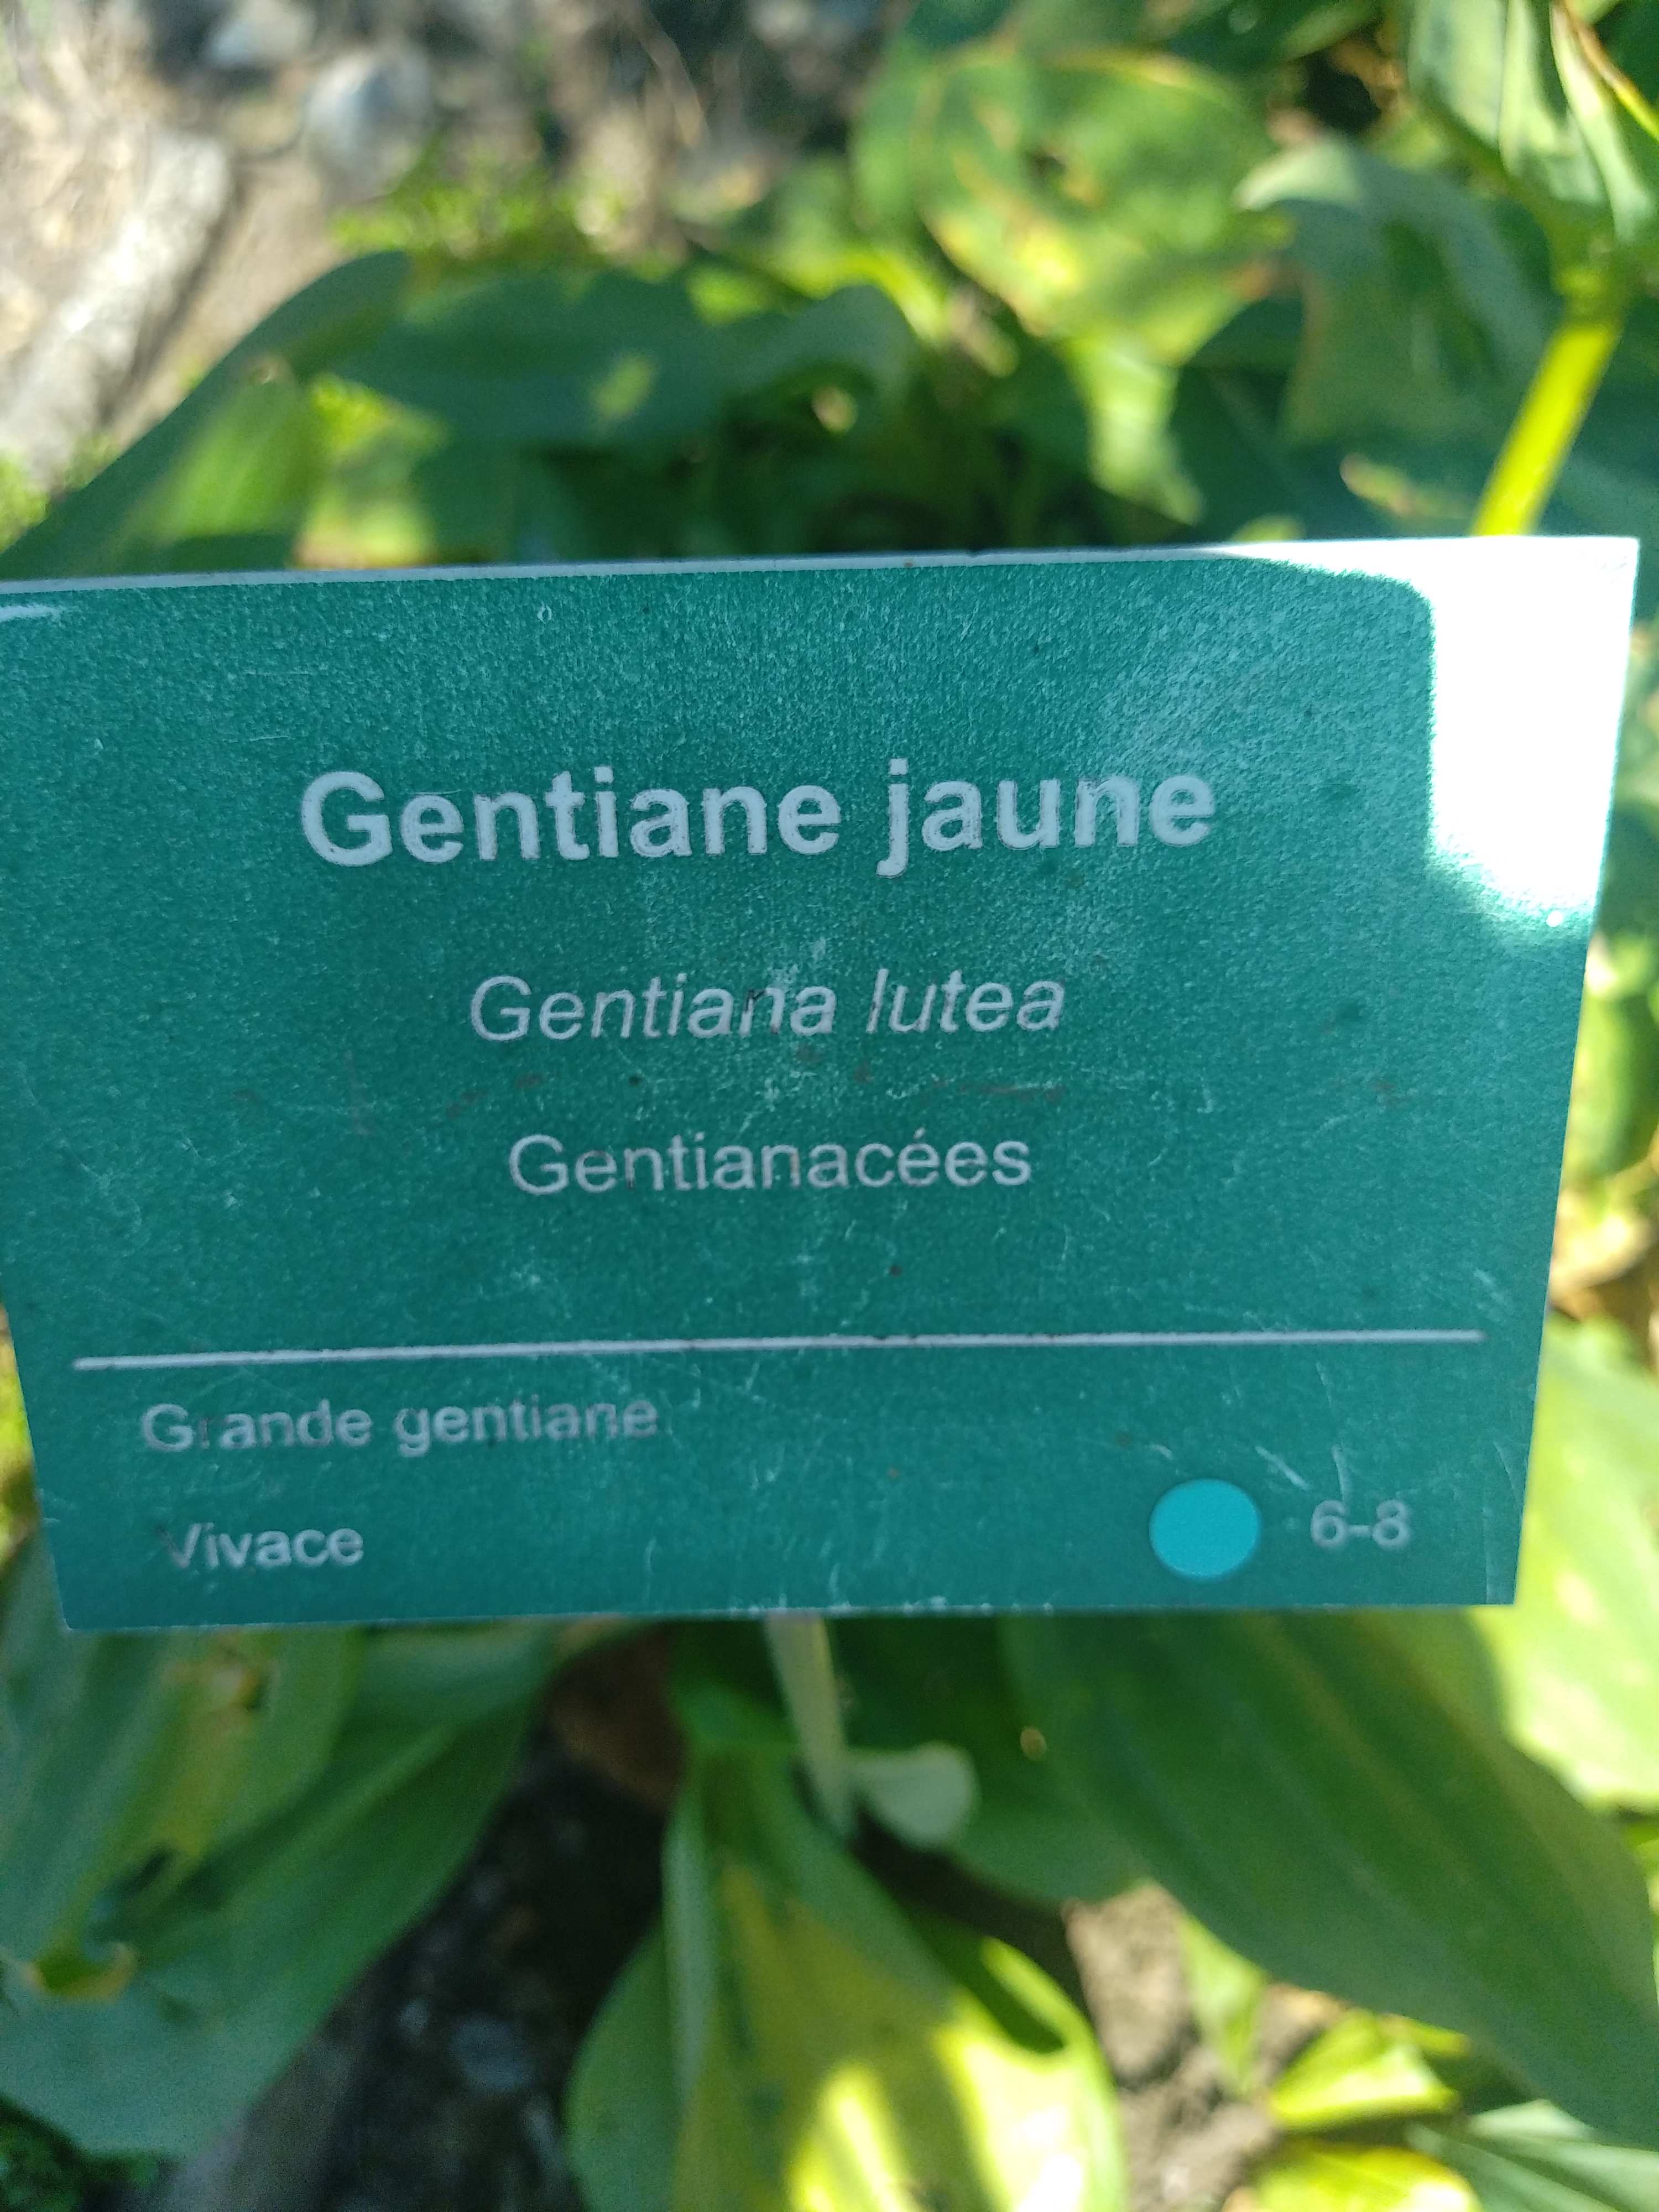 Gentiane jaune
Gentiana lutea
Gentianacées
Grande gentiane
Vivace
6-8